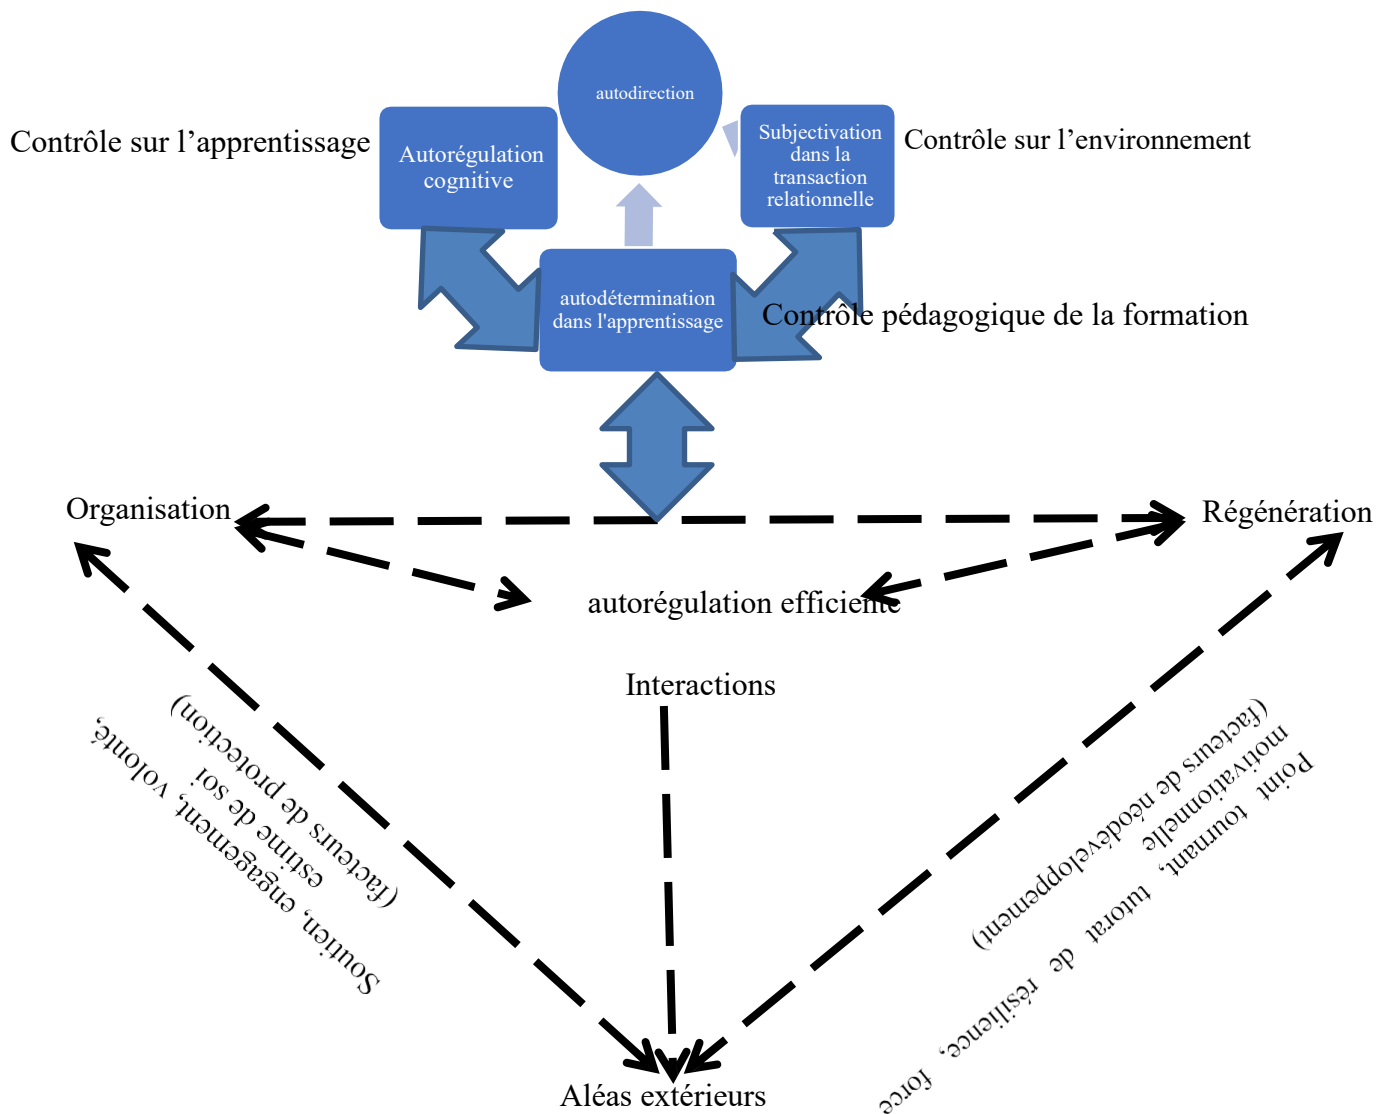 autodirection
Contrôle sur l’apprentissage
Autorégulation
cognitive
Subjectivation
dans la
transaction
relationnelle
Contrôle sur l’environnement
autodétermination
dans l'apprentissage
Contrôle pédagogique de la formation
Organisation
Régénération
autorégulation efficiente
Interactions
Soutien, engagement, volonté,
estime de soi
(facteurs de protection)
Point tournant, tutorat de résilience, force
motivationnelle
(facteurs de néodéveloppement)
Aléas extérieurs